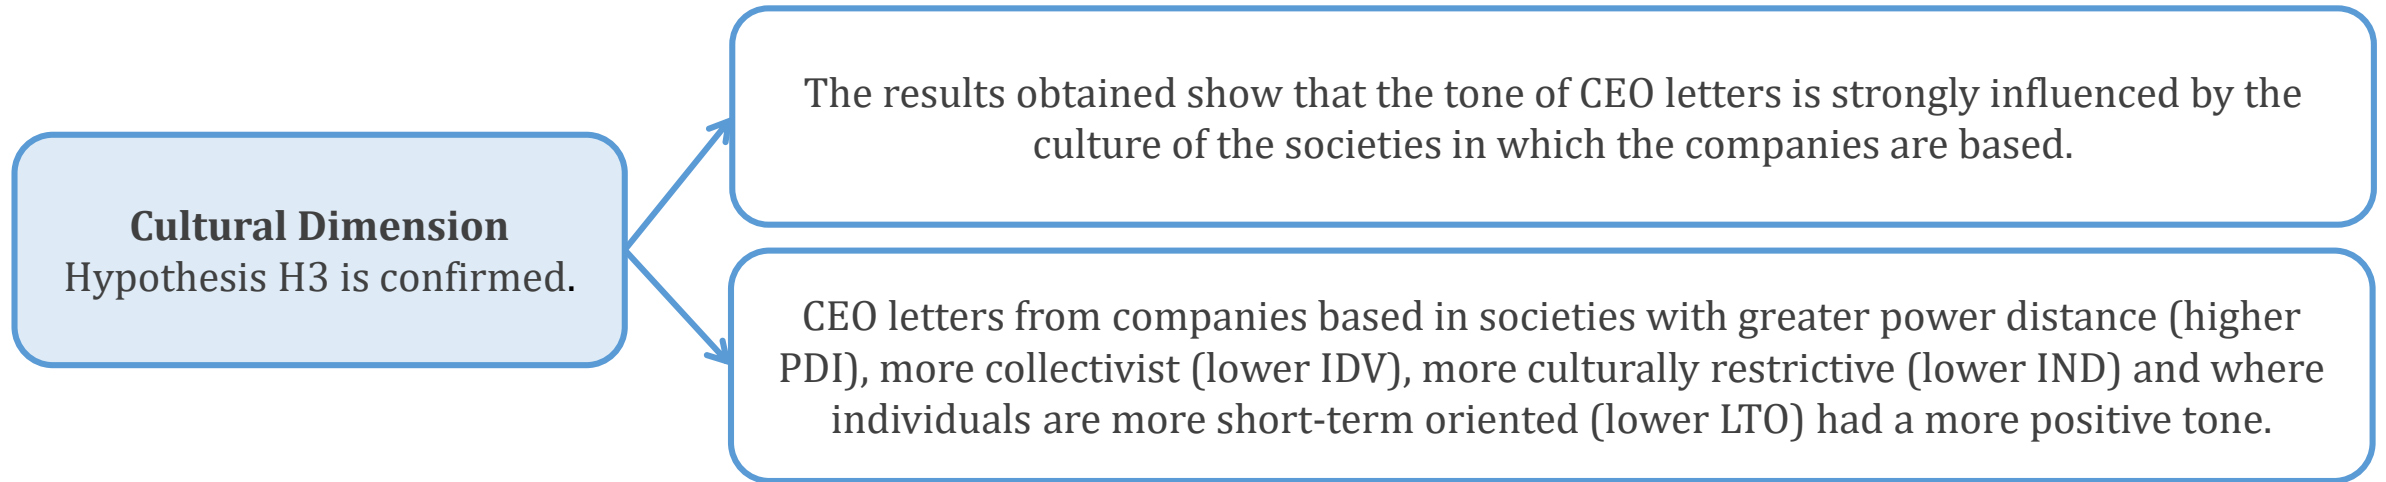 Cultural Dimension
Hypothesis H3 is confirmed.
The results obtained show that the tone of CEO letters is strongly influenced by the
culture of the societies in which the companies are based.
CEO letters from companies based in societies with greater power distance (higher
PDI), more collectivist (lower IDV), more culturally restrictive (lower IND) and where
individuals are more short-term oriented (lower LTO) had a more positive tone.